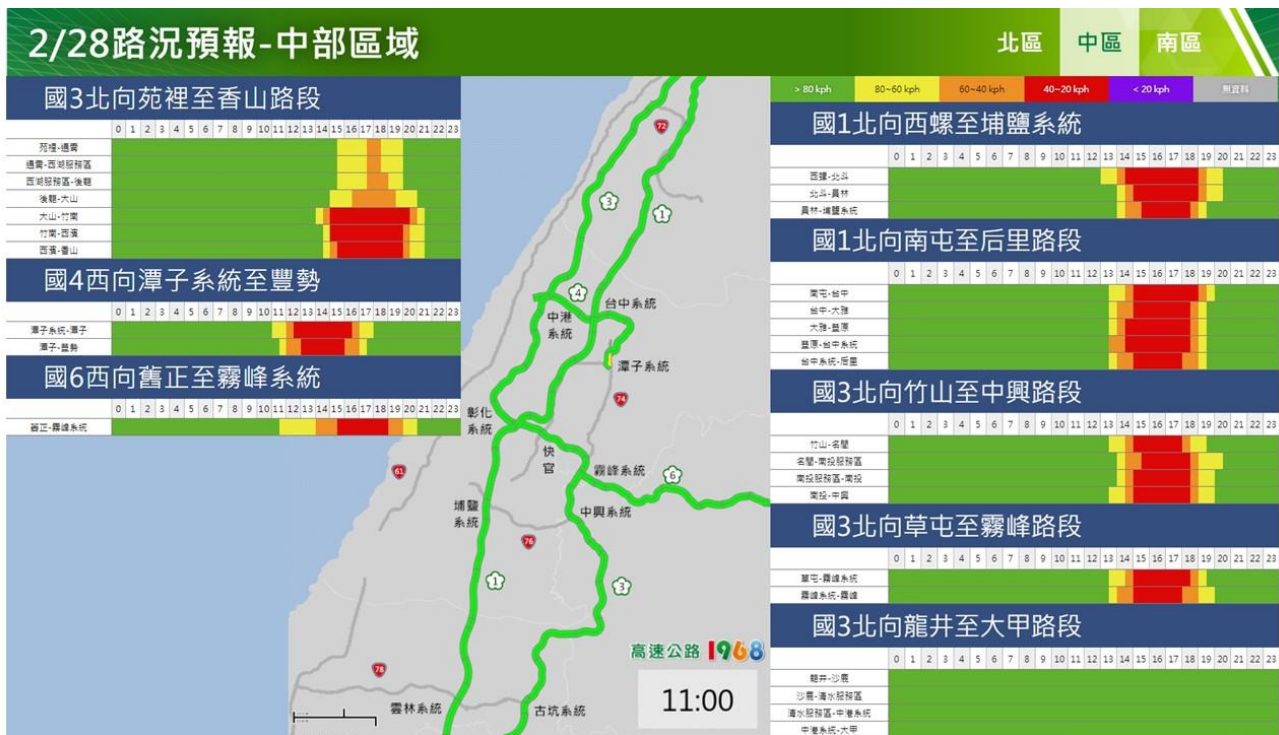 2/28路況預報-中部區域
北區 中區 南區
國3北向苑裡至香山路段
0 1 2 3 4 5 6 7 8 9 10 11 12 13 14 15 16 17 18 19 20 21 22 23
苑裡-通霄
通霄-西湖服務區
西湖服務區-後龍
後龍-大山
大山-竹南
竹南-西濱
西濱-香山
國4西向潭子系統至豐勢
0 1 2 3 4 5 6 7 8 9 10 11 12 13 14 15 16 17 18 19 20 21 22 23
潭子系統-潭子
潭子-豐勢
國6西向舊正至霧峰系統
0 1 2 3 4 5 6 7 8 9 10 11 12 13 14 15 16 17 18 19 20 21 22 23
舊正-霧峰系統
72
3
1
4
台中系統
中港
系統
潭子系統
74
彰化
系統
快
官
霧峰系統
6
61
埔鹽
系統
中興系統
76
1
3
高速公路 1968
78
11:00
雲林系統
古坑系統
> 80 kph 80~60 kph 60~40 kph 40~20 kph < 20 kph 無資料
國1北向西螺至埔鹽系統
0 1 2 3 4 5 6 7 8 9 10 11 12 13 14 15 16 17 18 19 20 21 22 23
西螺-北斗
北斗-員林
員林-埔鹽系統
國1北向南屯至后里路段
0 1 2 3 4 5 6 7 8 9 10 11 12 13 14 15 16 17 18 19 20 21 22 23
南屯-台中
台中-大雅
大雅-豐原
豐原-台中系統
台中系統-后里
國3北向竹山至中興路段
0 1 2 3 4 5 6 7 8 9 10 11 12 13 14 15 16 17 18 19 20 21 22 23
竹山-名間
名間-南投服務區
南投服務區-南投
南投-中興
國3北向草屯至霧峰路段
0 1 2 3 4 5 6 7 8 9 10 11 12 13 14 15 16 17 18 19 20 21 22 23
草屯-霧峰系統
霧峰系統-霧峰
國3北向龍井至大甲路段
0 1 2 3 4 5 6 7 8 9 10 11 12 13 14 15 16 17 18 19 20 21 22 23
龍井-沙鹿
沙鹿-清水服務區
清水服務區-中港系統
中港系統-大甲